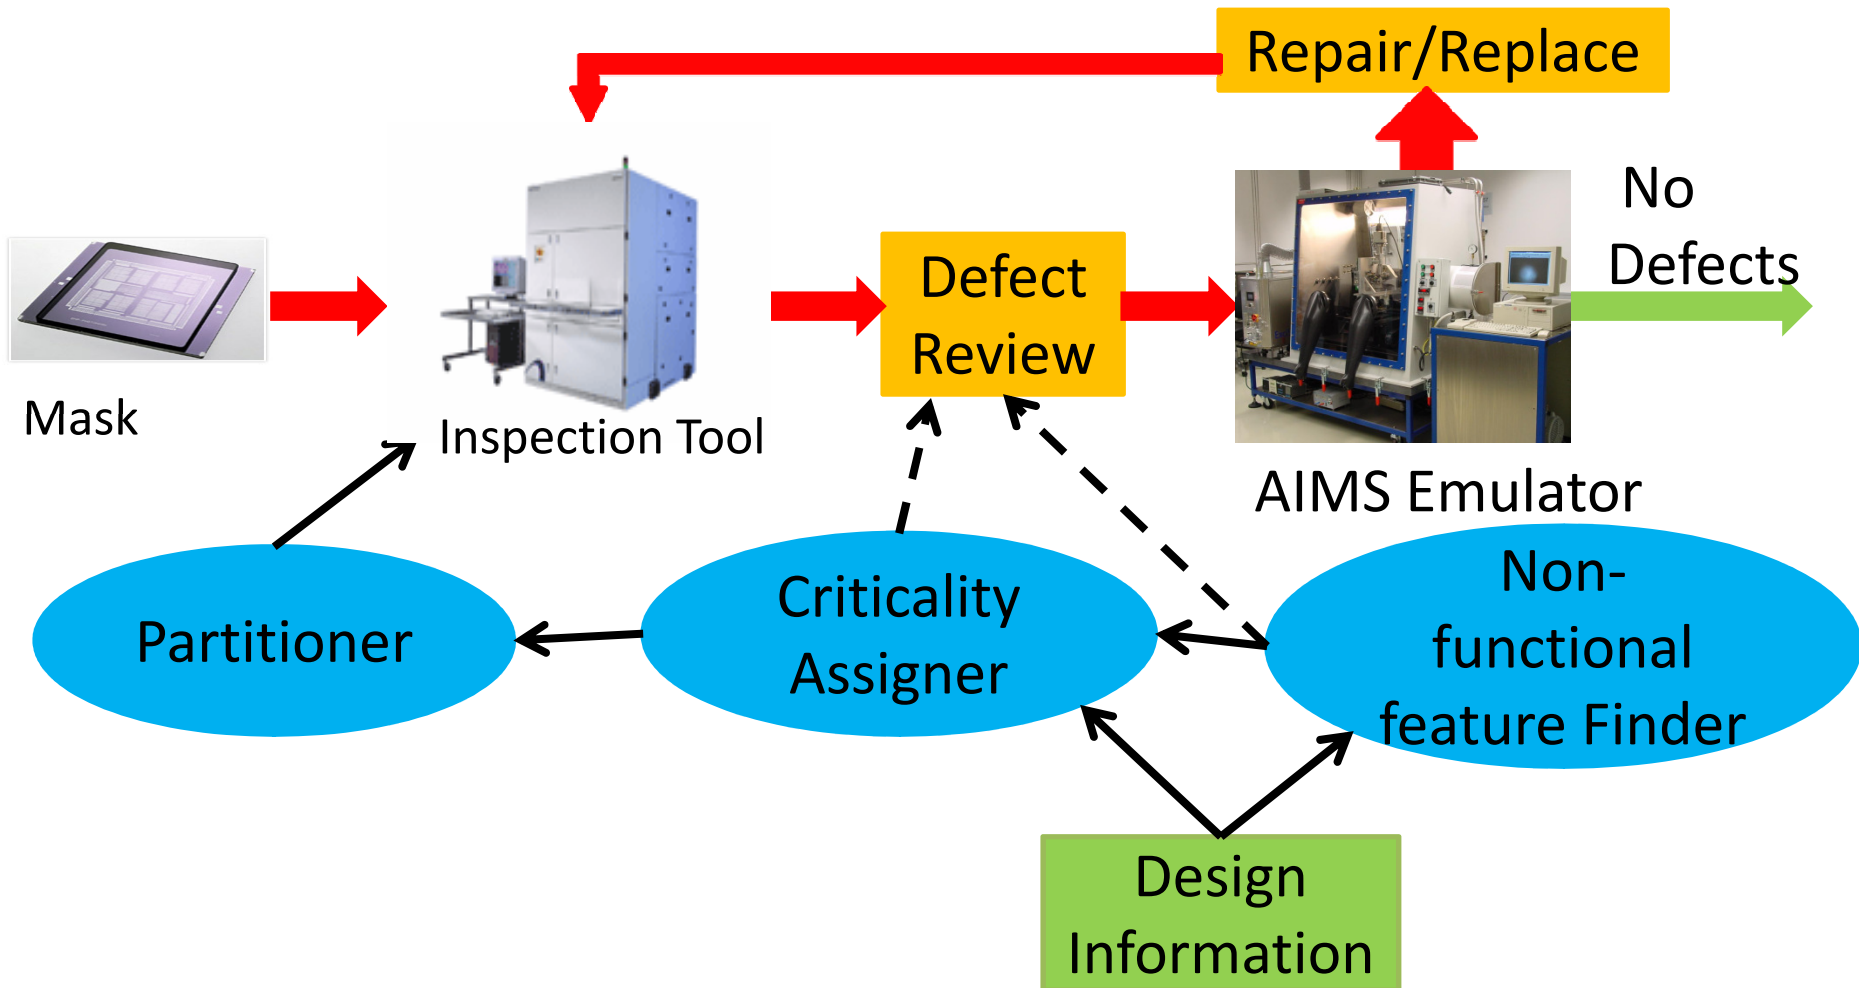 Repair/Replace
No
Defects
Defect
Review
Mask
Inspection Tool
AIMS Emulator
Partitioner
Criticality
Assigner
Non-
functional
feature Finder
Design
Information